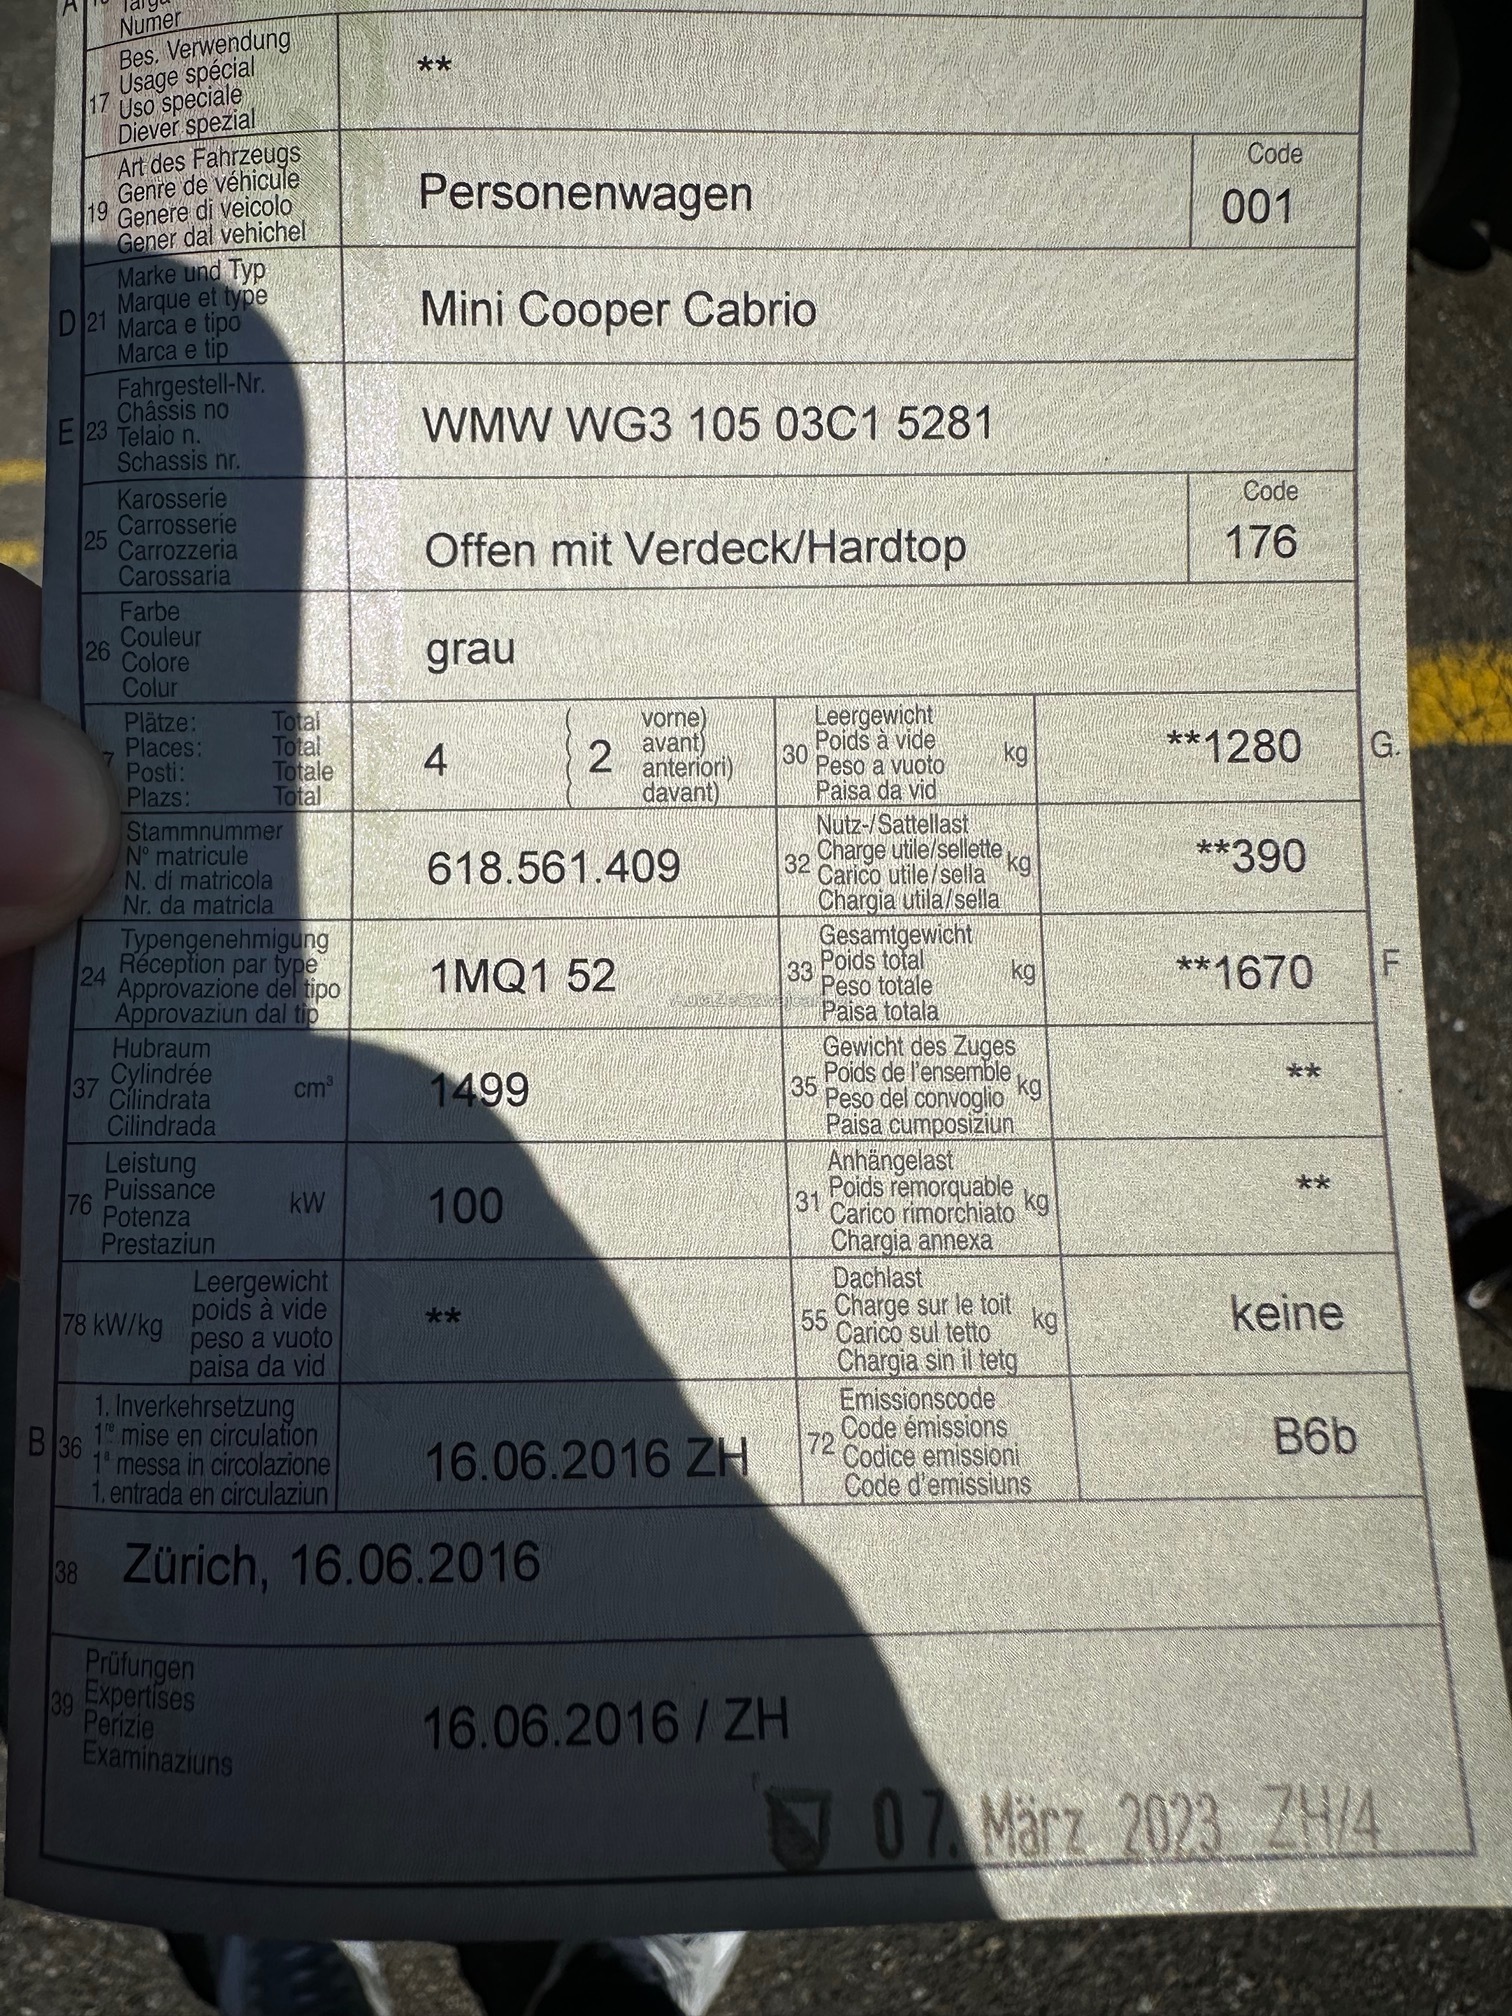 A
Targa
Numer
17 Bes. Verwendung
Usage spécial
Uso speciale
Diever spezial
**
19 Art des Fahrzeugs
Genre de véhicule
Genere di veicolo
Gener dal vehichel
Personenwagen
Code
001
D 21 Marke und Typ
Marque et type
Marca e tipo
Marca e tip
Mini Cooper Cabrio
E 23 Fahrgestell-Nr.
Châssis no
Telaio n.
Schassis nr.
WMW WG3 105 03C1 5281
25 Karosserie
Carrosserie
Carrozzeria
Carossaria
Offen mit Verdeck/Hardtop
Code
176
26 Farbe
Couleur
Colore
Colur
grau
7 Plätze: Total
Places: Total
Posti: Totale
Plazs: Total
4 ( 2 vorne)
avant)
anteriori)
davant)
30 Leergewicht
Poids à vide
Peso a vuoto
Paisa da vid
kg
**1280
G.
Stammnummer
N° matricule
N. di matricola
Nr. da matricla
618.561.409
32 Nutz-/Sattellast
Charge utile/sellette
Carico utile/sella
Chargia utila/sella
kg
**390
24 Typengenehmigung
Réception par type
Approvazione del tipo
Approvaziun dal tip
1MQ1 52
33 Gesamtgewicht
Poids total
Peso totale
Paisa totala
kg
**1670
F
37 Hubraum
Cylindrée
Cilindrata
Cilindrada
cm³
1499
35 Gewicht des Zuges
Poids de l'ensemble
Peso del convoglio
Paisa cumposiziun
kg
**
76 Leistung
Puissance
Potenza
Prestaziun
kW
100
31 Anhängelast
Poids remorquable
Carico rimorchiato
Chargia annexa
kg
**
78 kW/kg Leergewicht
poids à vide
peso a vuoto
paisa da vid
**
55 Dachlast
Charge sur le toit
Carico sul tetto
Chargia sin il tetg
kg
keine
B 36 1. Inverkehrsetzung
1re mise en circulation
1a messa in circolazione
1. entrada en circulaziun
16.06.2016 ZH
72 Emissionscode
Code émissions
Codice emissioni
Code d'emissiuns
B6b
38 Zürich, 16.06.2016
39 Prüfungen
Expertises
Perizie
Examinaziuns
16.06.2016 / ZH
07. März 2023 ZH/4